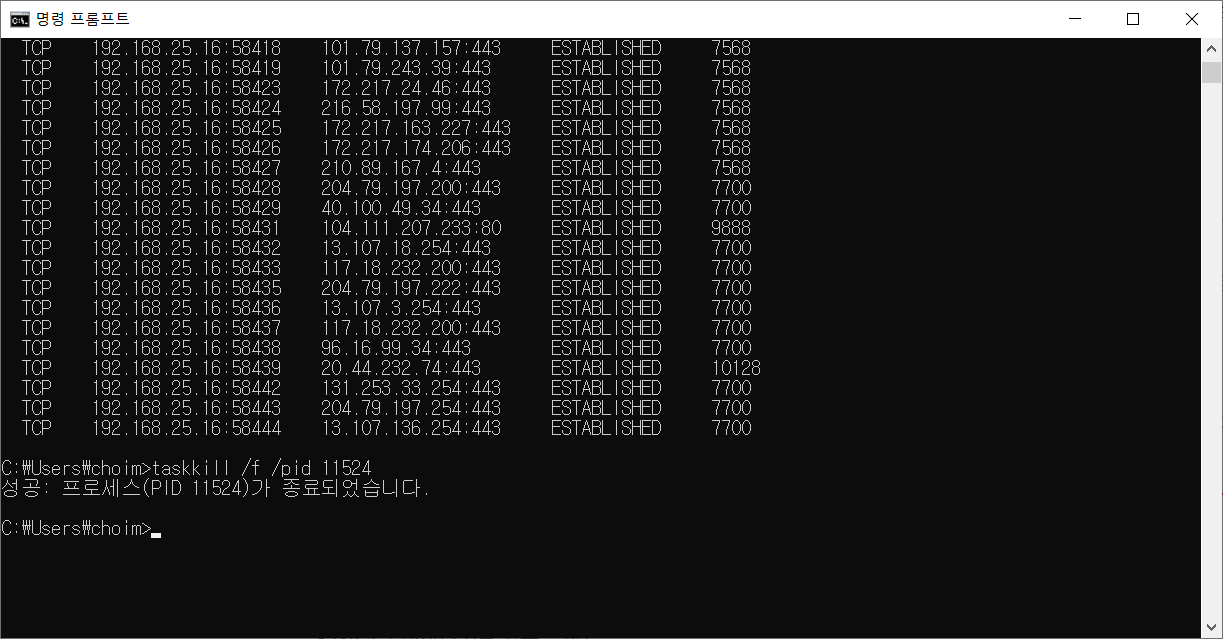 명령 프롬프트
TCP 192.168.25.16:58418 101.79.137.157:443 ESTABLISHED 7568
TCP 192.168.25.16:58419 101.79.243.39:443 ESTABLISHED 7568
TCP 192.168.25.16:58423 172.217.24.46:443 ESTABLISHED 7568
TCP 192.168.25.16:58424 216.58.197.99:443 ESTABLISHED 7568
TCP 192.168.25.16:58425 172.217.163.227:443 ESTABLISHED 7568
TCP 192.168.25.16:58426 172.217.174.206:443 ESTABLISHED 7568
TCP 192.168.25.16:58427 210.89.167.4:443 ESTABLISHED 7568
TCP 192.168.25.16:58428 204.79.197.200:443 ESTABLISHED 7700
TCP 192.168.25.16:58429 40.100.49.34:443 ESTABLISHED 7700
TCP 192.168.25.16:58431 104.111.207.233:80 ESTABLISHED 9888
TCP 192.168.25.16:58432 13.107.18.254:443 ESTABLISHED 7700
TCP 192.168.25.16:58433 117.18.232.200:443 ESTABLISHED 7700
TCP 192.168.25.16:58435 204.79.197.222:443 ESTABLISHED 7700
TCP 192.168.25.16:58436 13.107.3.254:443 ESTABLISHED 7700
TCP 192.168.25.16:58437 117.18.232.200:443 ESTABLISHED 7700
TCP 192.168.25.16:58438 96.16.99.34:443 ESTABLISHED 7700
TCP 192.168.25.16:58439 20.44.232.74:443 ESTABLISHED 10128
TCP 192.168.25.16:58442 131.253.33.254:443 ESTABLISHED 7700
TCP 192.168.25.16:58443 204.79.197.254:443 ESTABLISHED 7700
TCP 192.168.25.16:58444 13.107.136.254:443 ESTABLISHED 7700
C:₩Users₩choim>taskkill /f /pid 11524
성공: 프로세스(PID 11524)가 종료되었습니다.
C:₩Users₩choim>